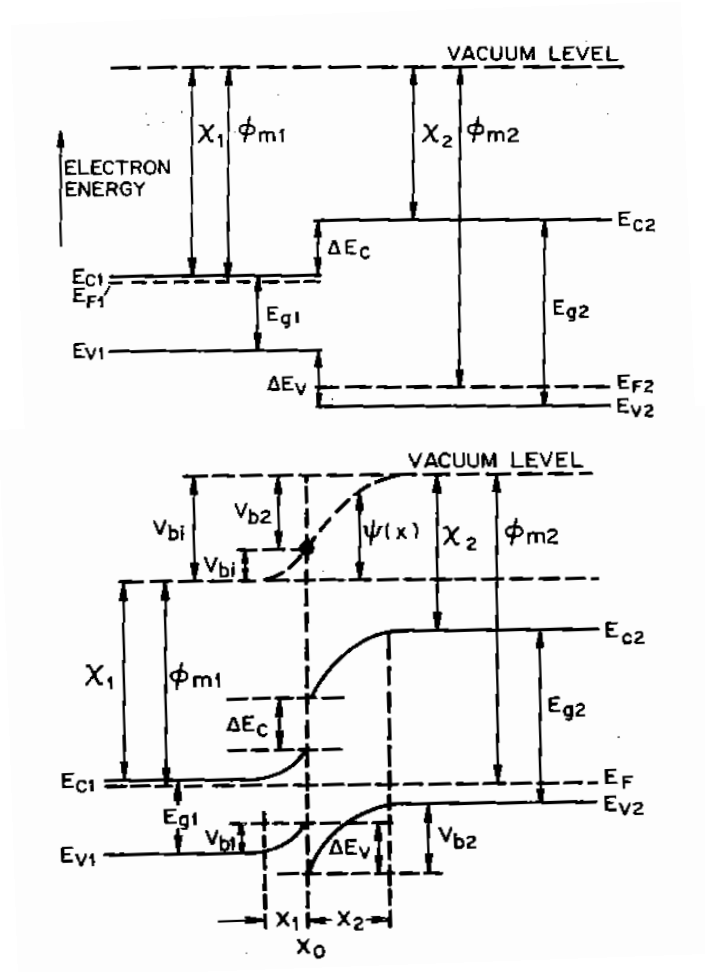 VACUUM LEVEL
χ₁ ϕm1 χ₂ ϕm2
ELECTRON
ENERGY
EC2
ΔEC
EC1
EF1
Eg1 Eg2
EV1
ΔEV EF2
EV2
VACUUM LEVEL
Vbi Vb2 ψ(x) χ₂ ϕm2
Vbi
EC2
χ₁ ϕm1
ΔEC Eg2
EC1 EF
Eg1 EV2
Vb1 ΔEV Vb2
EV1
X₁ X₂
X₀